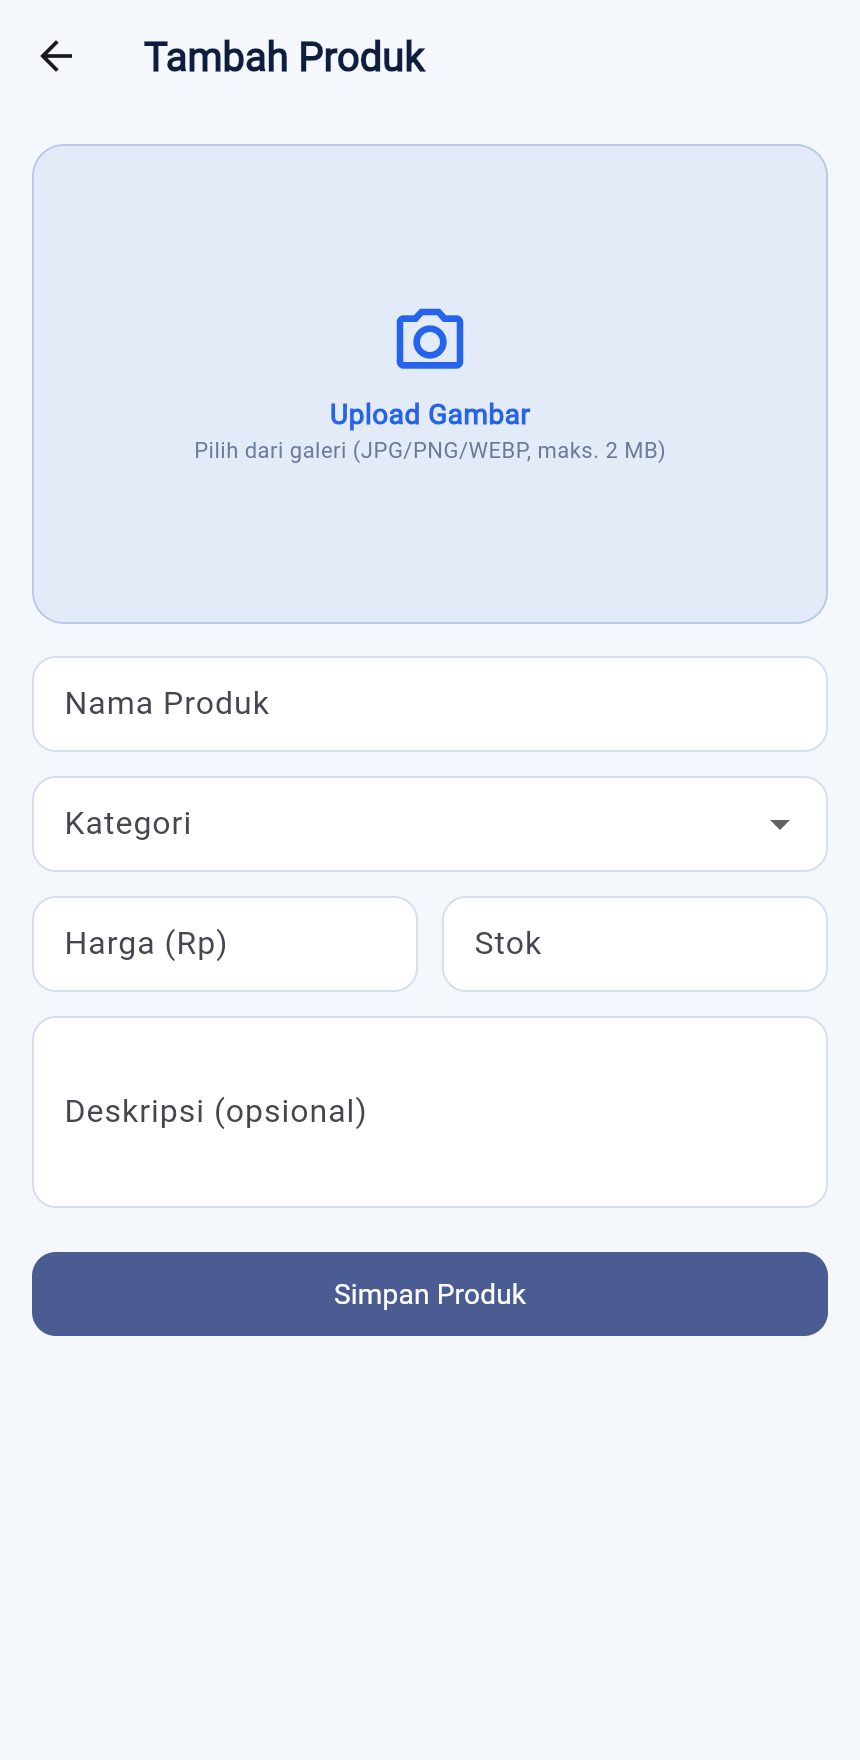 Tambah Produk
Upload Gambar
Pilih dari galeri (JPG/PNG/WEBP, maks. 2 MB)
Nama Produk
Kategori
Harga (Rp)
Stok
Deskripsi (opsional)
Simpan Produk